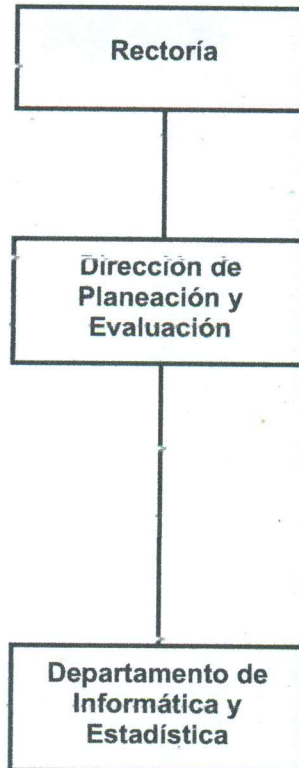 Rectoría
Dirección de
Planeación y
Evaluación
Departamento de
Informática y
Estadística